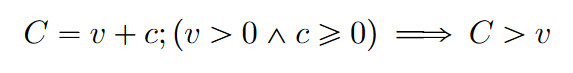 C = v + c; (v > 0 ∧ c ⩾ 0) ⟹ C > v